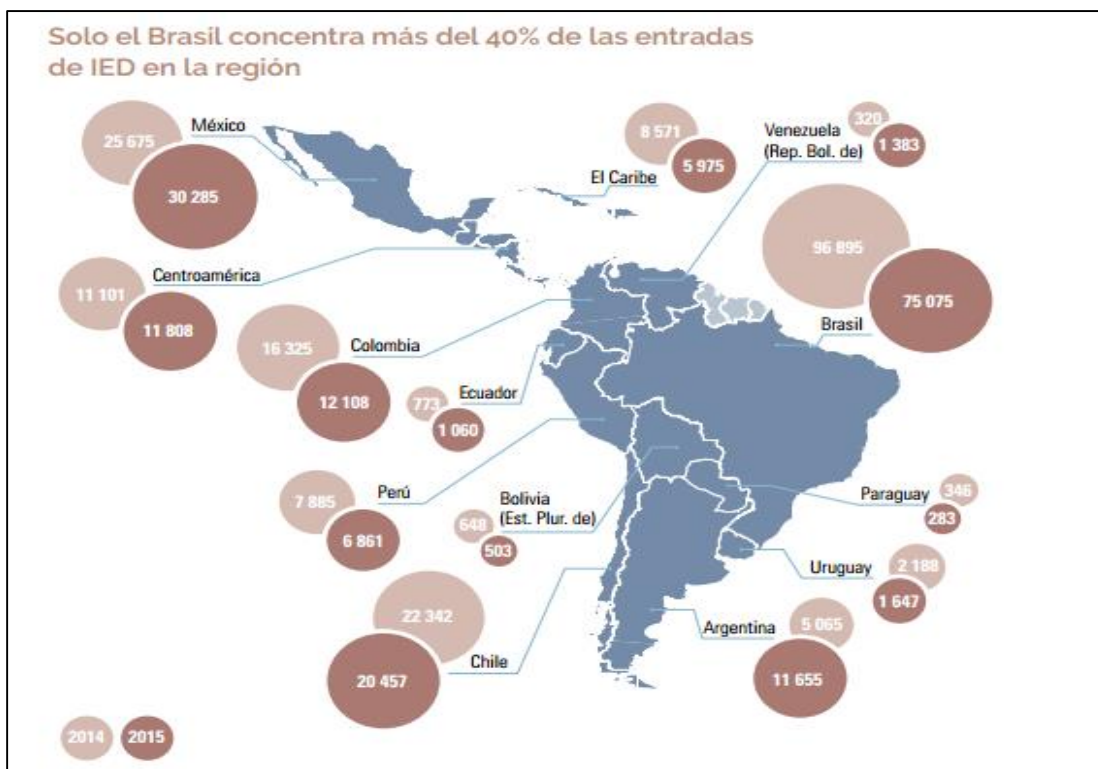 Solo el Brasil concentra más del 40% de las entradas
de IED en la región
25 675
México
30 285
8 571
El Caribe
5 975
320
Venezuela
(Rep. Bol. de)
1 383
96 895
75 075
Brasil
11 101
Centroamérica
11 808
16 325
Colombia
12 108
773
Ecuador
1 060
7 885
Perú
6 861
648
Bolivia
(Est. Plur. de)
503
346
Paraguay
283
2 188
Uruguay
1 647
22 342
Chile
20 457
5 065
Argentina
11 655
2014
2015